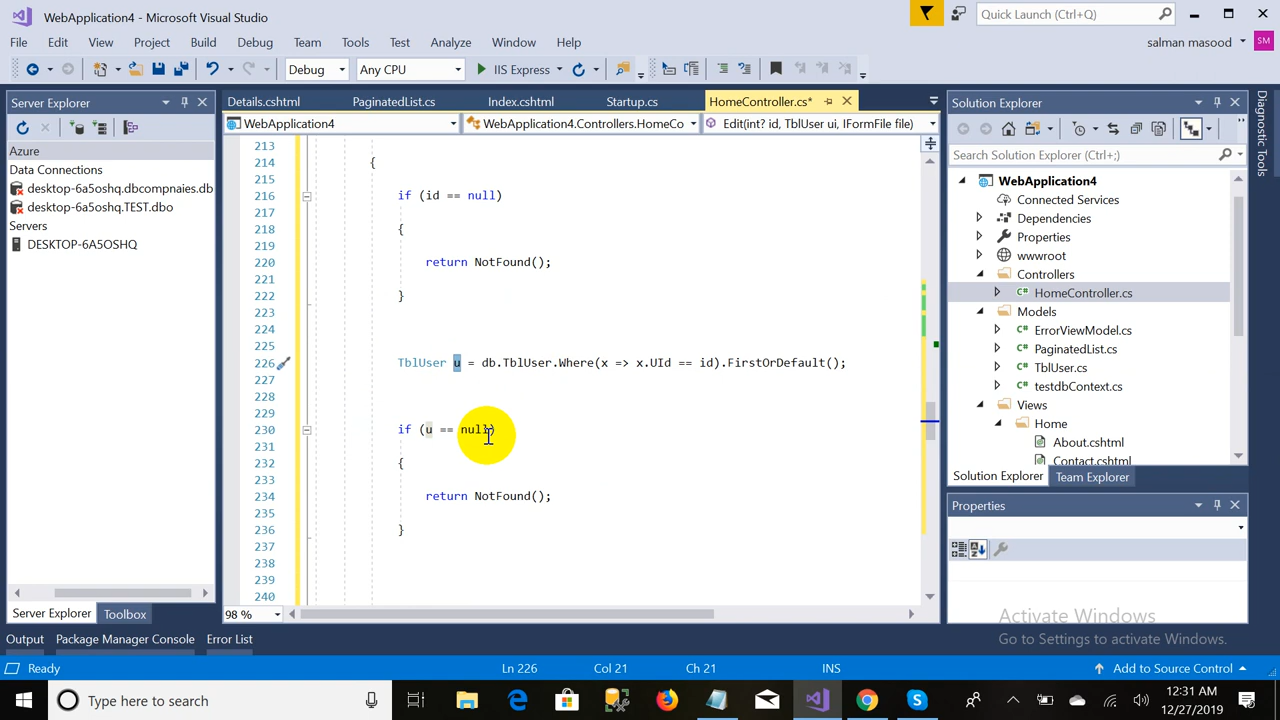 WebApplication4 - Microsoft Visual Studio
Quick Launch (Ctrl+Q)
File Edit View Project Build Debug Team Tools Test Analyze Window Help
salman masood
SM
Debug Any CPU IIS Express
Server Explorer
Azure
Data Connections
desktop-6a5oshq.dbcompnaies.db
desktop-6a5oshq.TEST.dbo
Servers
DESKTOP-6A5OSHQ
Server Explorer Toolbox
Details.cshtml PaginatedList.cs Index.cshtml Startup.cs HomeController.cs*
WebApplication4 WebApplication4.Controllers.HomeCo Edit(int? id, TblUser ui, IFormFile file)
213
214 {
215
216 if (id == null)
217
218 {
219
220 return NotFound();
221
222 }
223
224
225
226 TblUser u = db.TblUser.Where(x => x.UId == id).FirstOrDefault();
227
228
229
230 if (u == null)
231
232 {
233
234 return NotFound();
235
236 }
237
238
239
240
98 %
Solution Explorer
Search Solution Explorer (Ctrl+;)
WebApplication4
Connected Services
Dependencies
Properties
wwwroot
Controllers
HomeController.cs
Models
ErrorViewModel.cs
PaginatedList.cs
TblUser.cs
testdbContext.cs
Views
Home
About.cshtml
Contact.cshtml
Solution Explorer Team Explorer
Properties
Diagnostic Tools
Activate Windows
Go to Settings to activate Windows.
Output Package Manager Console Error List
Ready Ln 226 Col 21 Ch 21 INS Add to Source Control
Type here to search
12:31 AM
12/27/2019